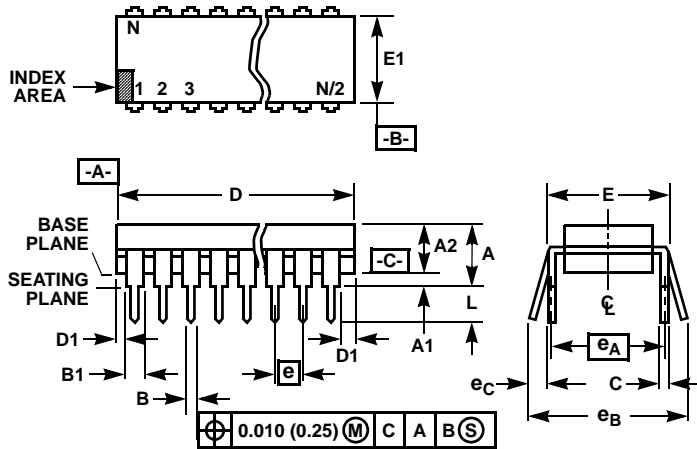 N
E1
INDEX
AREA
1 2 3 N/2
-B-
-A-
D
E
BASE
PLANE
A2
A
-C-
SEATING
PLANE
L
C L
D1
A1
D1
eA
B1
e
eC
C
B
eB
0.010 (0.25) M C A B S